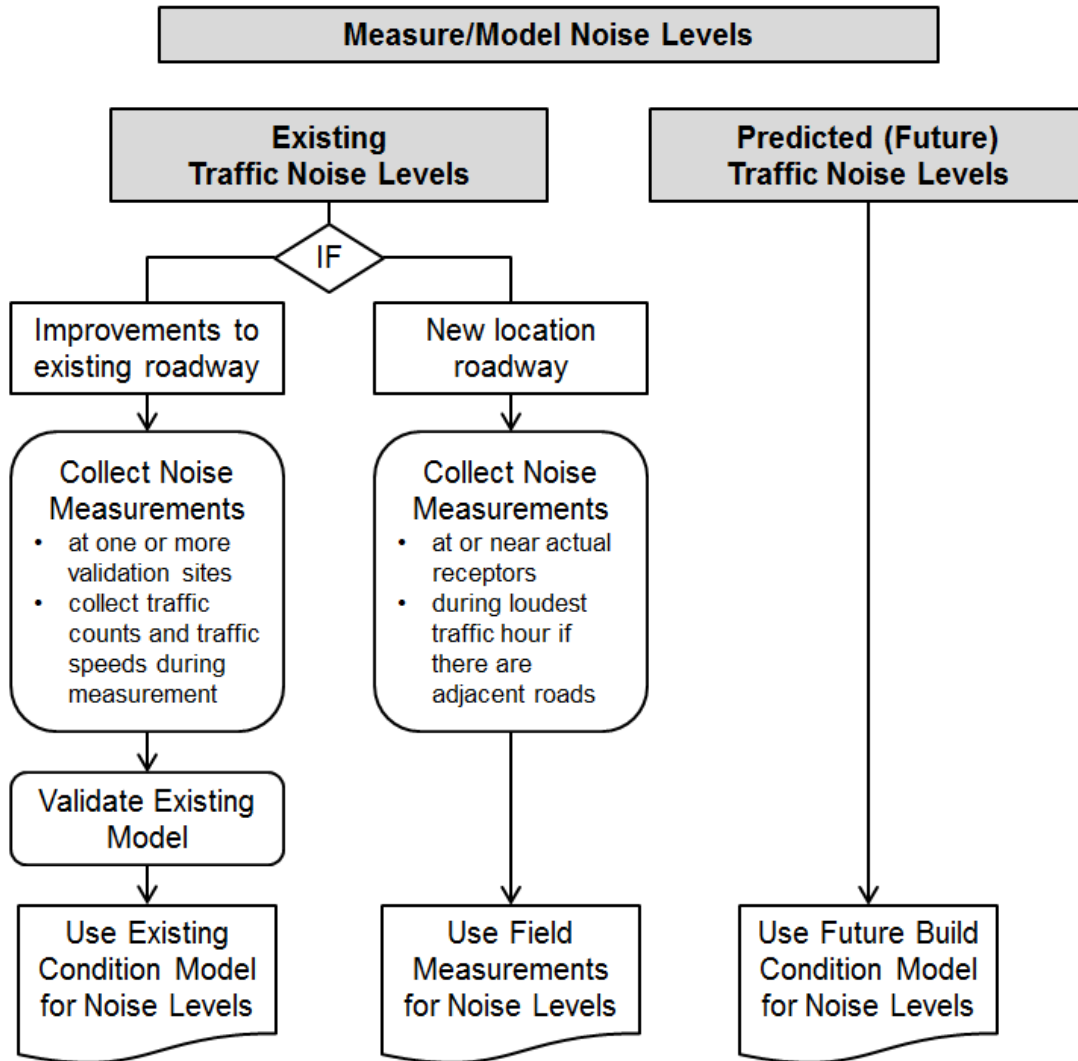 Measure/Model Noise Levels
Existing
Traffic Noise Levels
Predicted (Future)
Traffic Noise Levels
IF
Improvements to
existing roadway
New location
roadway
Collect Noise
Measurements
• at one or more
validation sites
• collect traffic
counts and traffic
speeds during
measurement
Collect Noise
Measurements
• at or near actual
receptors
• during loudest
traffic hour if
there are
adjacent roads
Validate Existing
Model
Use Existing
Condition Model
for Noise Levels
Use Field
Measurements
for Noise Levels
Use Future Build
Condition Model
for Noise Levels